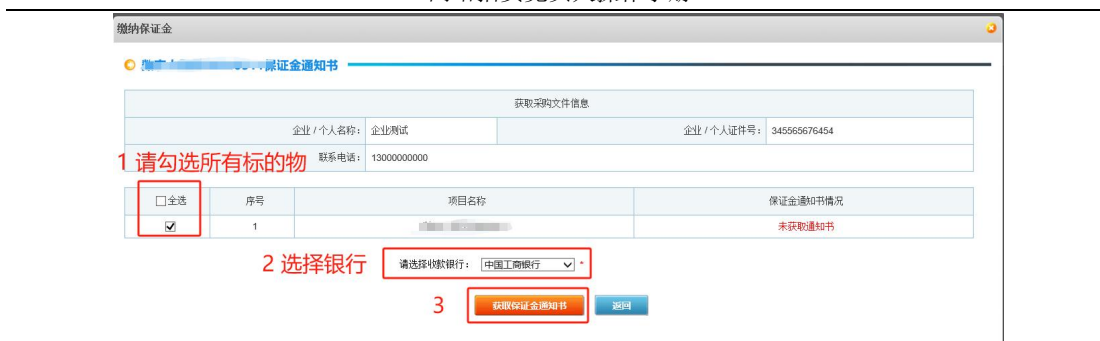 缴纳保证金
保证金通知书
获取采购文件信息
企业 / 个人名称： 企业测试 企业 / 个人证件号： 345565676454
联系电话： 13000000000
1 请勾选所有标的物
全选 序号 项目名称 保证金通知书情况
1 未获取通知书
2 选择银行 请选择收款银行： 中国工商银行 *
3 获取保证金通知书 返回